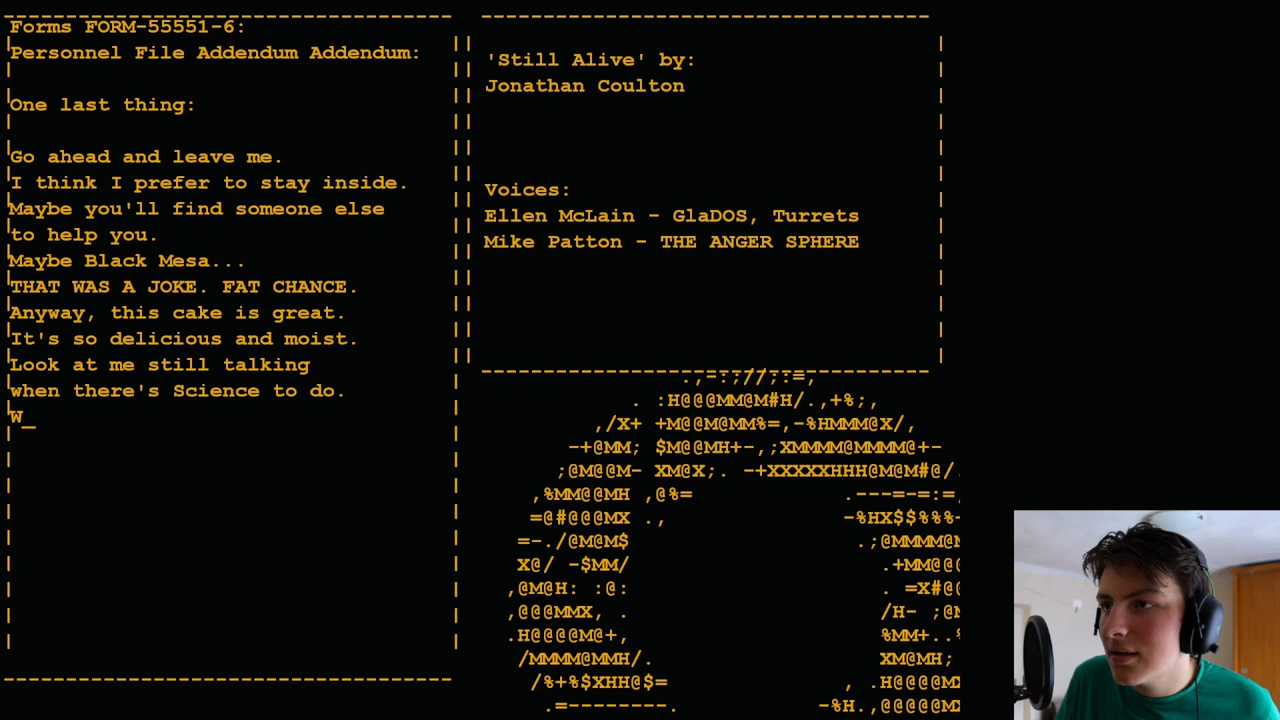 Forms FORM-55551-6:
Personnel File Addendum Addendum:
One last thing:
Go ahead and leave me.
I think I prefer to stay inside.
Maybe you'll find someone else
to help you.
Maybe Black Mesa...
THAT WAS A JOKE. FAT CHANCE.
Anyway, this cake is great.
It's so delicious and moist.
Look at me still talking
when there's Science to do.
W_
'Still Alive' by:
Jonathan Coulton
Voices:
Ellen McLain - GlaDOS, Turrets
Mike Patton - THE ANGER SPHERE